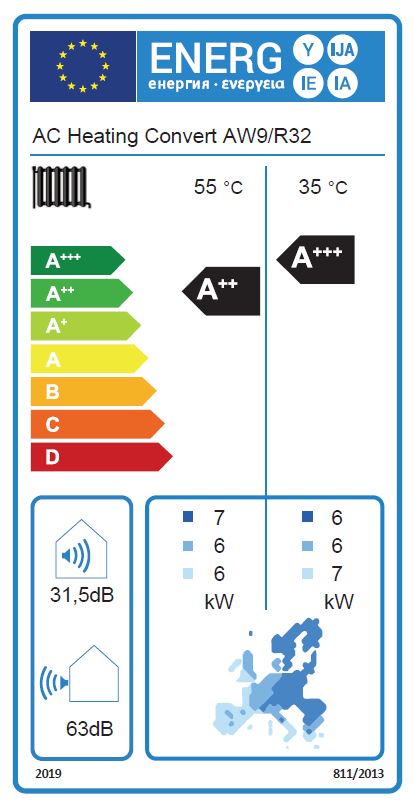 ENERG Y IJA
енергия · ενεργεια IE IA
AC Heating Convert AW9/R32
55 °C 35 °C
A+++
A++
A+
A
B
C
D
A++
A+++
7 6
6 6
6 7
kW kW
31,5dB
63dB
2019 811/2013